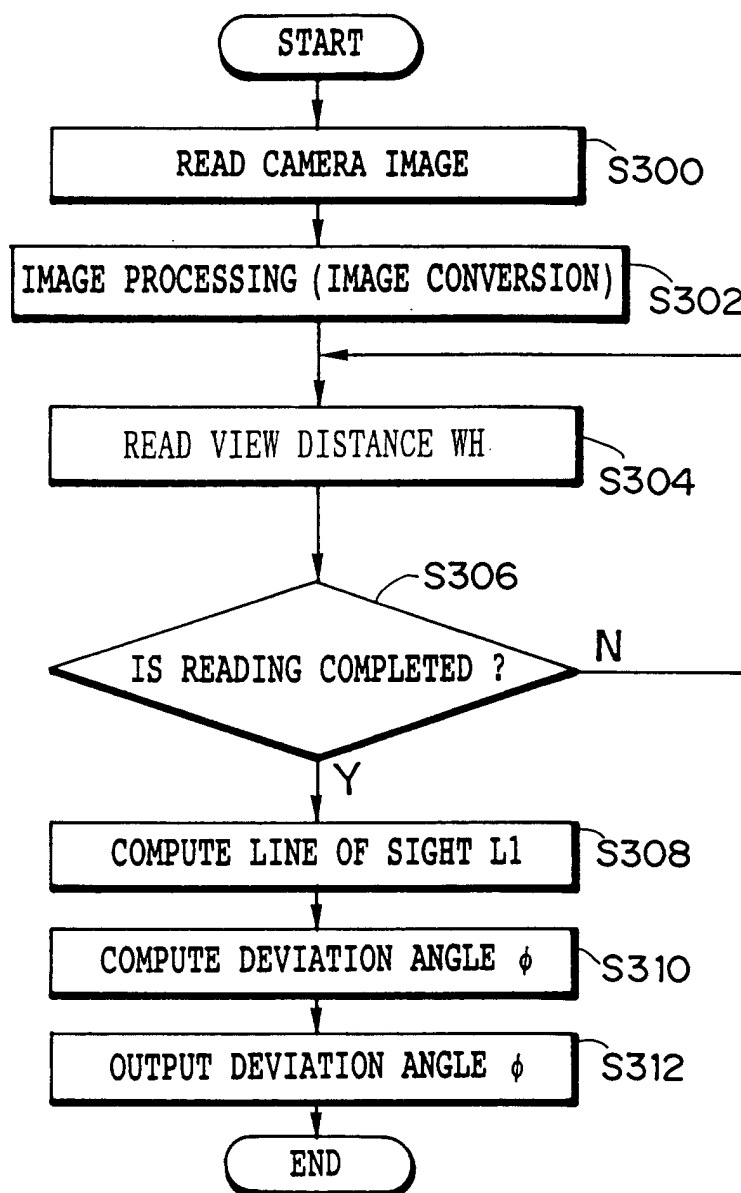 START
READ CAMERA IMAGE
S300
IMAGE PROCESSING (IMAGE CONVERSION)
S302
READ VIEW DISTANCE WH
S304
S306
IS READING COMPLETED ?
N
Y
COMPUTE LINE OF SIGHT L1
S308
COMPUTE DEVIATION ANGLE ϕ
S310
OUTPUT DEVIATION ANGLE ϕ
S312
END